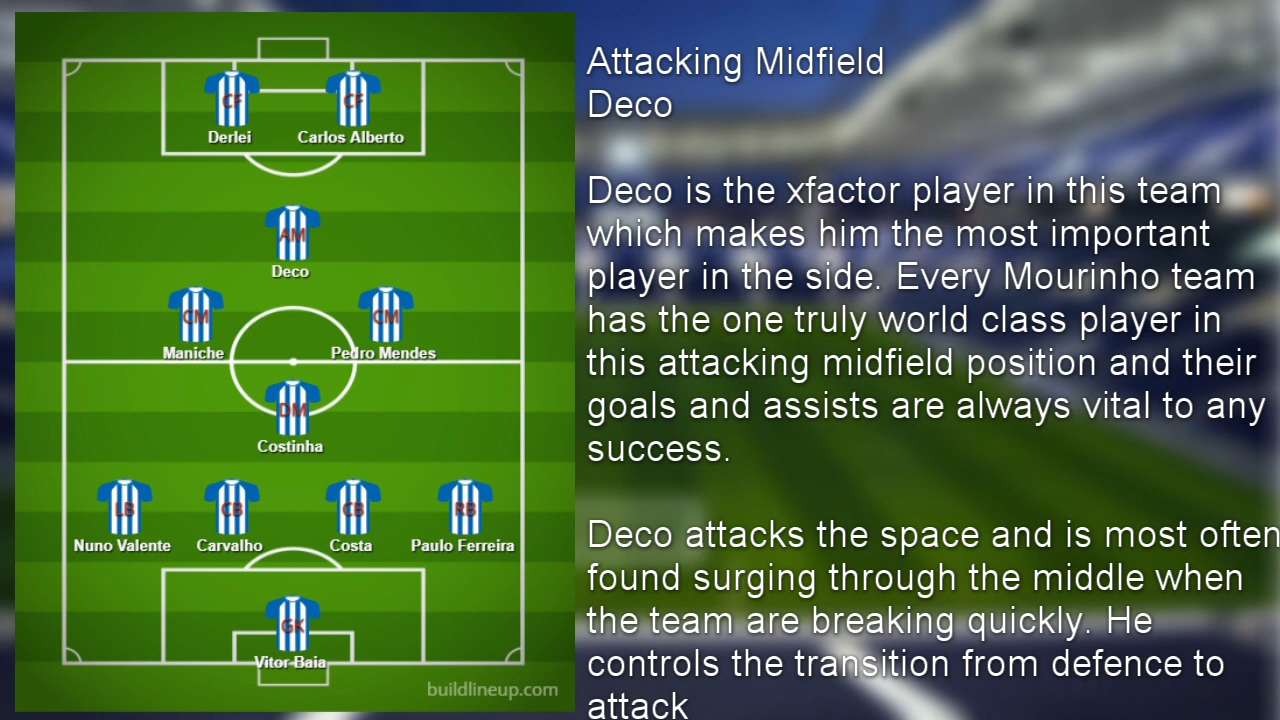 CF
CF
Derlei
Carlos Alberto
AM
Deco
CM
CM
Maniche
Pedro Mendes
DM
Costinha
LB
CB
CB
RB
Nuno Valente
Carvalho
Costa
Paulo Ferreira
GK
Vitor Baia
buildlineup.com
Attacking Midfield
Deco
Deco is the xfactor player in this team
which makes him the most important
player in the side. Every Mourinho team
has the one truly world class player in
this attacking midfield position and their
goals and assists are always vital to any
success.
Deco attacks the space and is most often
found surging through the middle when
the team are breaking quickly. He
controls the transition from defence to
attack